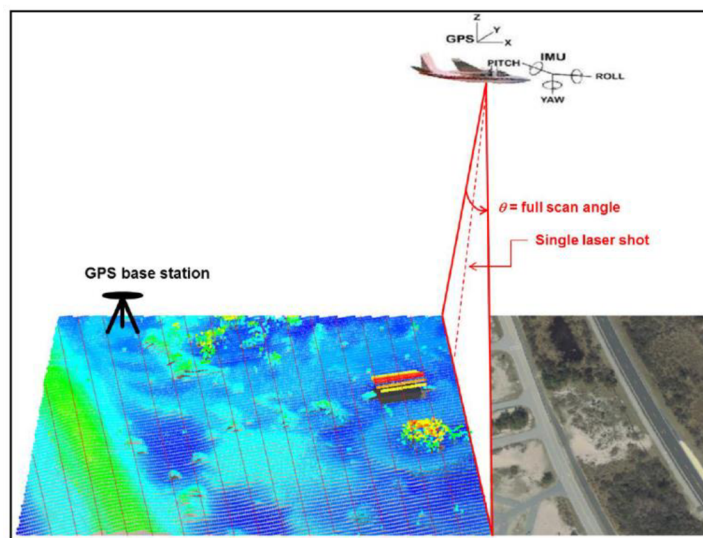 Z
Y
GPS
X
IMU
PITCH
ROLL
YAW
θ = full scan angle
Single laser shot
GPS base station